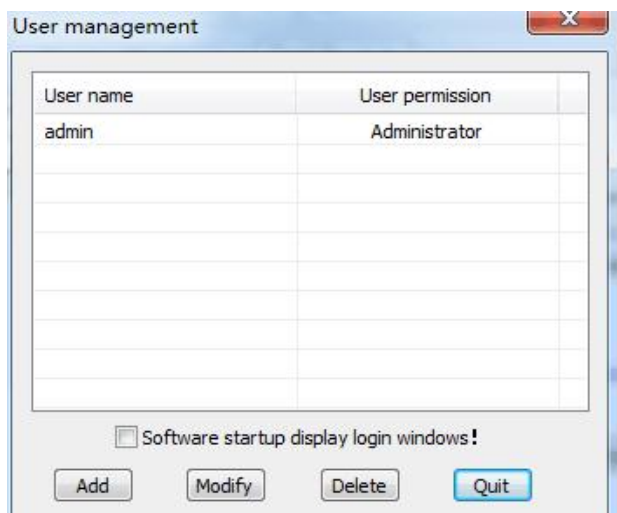 User management
User name User permission
admin Administrator
Software startup display login windows!
Add Modify Delete Quit